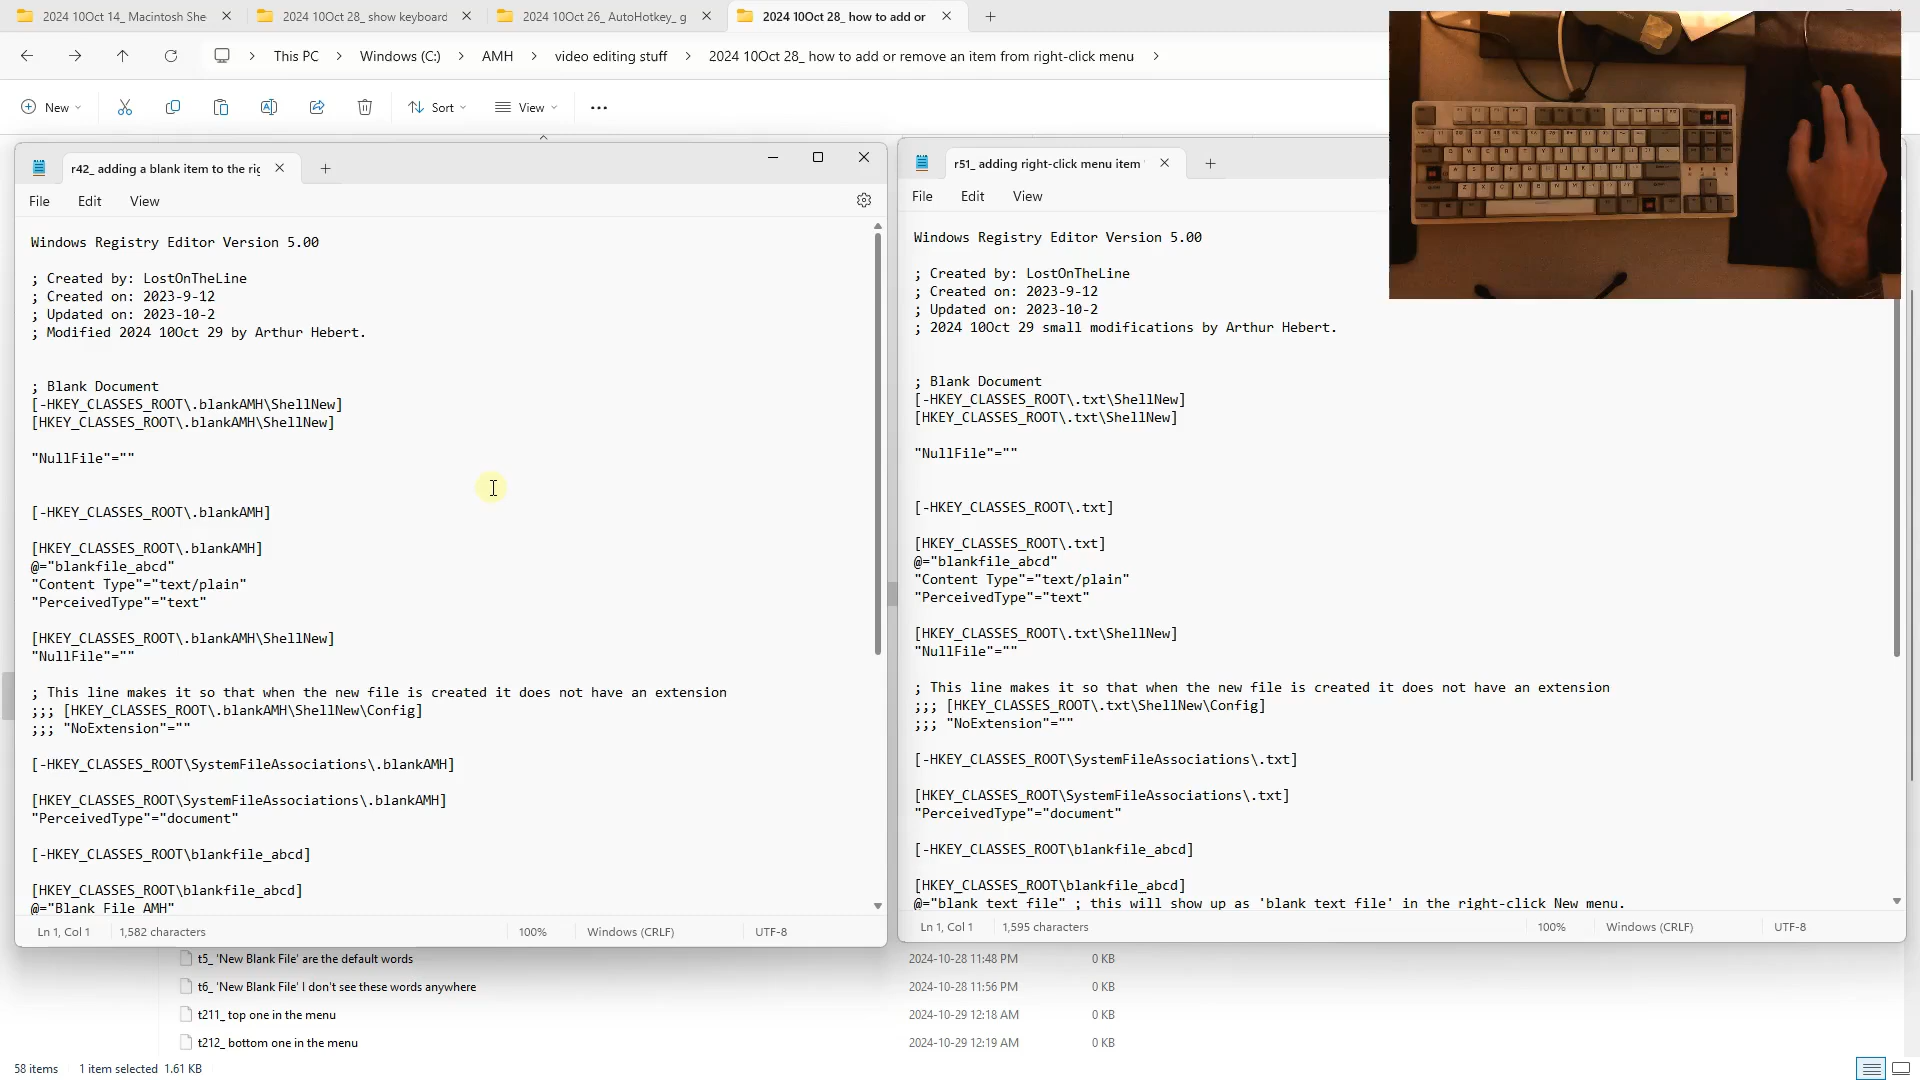 2024 10Oct 14_ Macintosh She
2024 10Oct 28_ show keyboard
2024 10Oct 26_ AutoHotkey_ g
2024 10Oct 28_ how to add or
This PC
Windows (C:)
AMH
video editing stuff
2024 10Oct 28_ how to add or remove an item from right-click menu
New
Sort
View
r42_ adding a blank item to the ric
File
Edit
View
Windows Registry Editor Version 5.00
; Created by: LostOnTheLine
; Created on: 2023-9-12
; Updated on: 2023-10-2
; Modified 2024 10Oct 29 by Arthur Hebert.
; Blank Document
[-HKEY_CLASSES_ROOT\.blankAMH\ShellNew]
[HKEY_CLASSES_ROOT\.blankAMH\ShellNew]
"NullFile"=""
[-HKEY_CLASSES_ROOT\.blankAMH]
[HKEY_CLASSES_ROOT\.blankAMH]
@="blankfile_abcd"
"Content Type"="text/plain"
"PerceivedType"="text"
[HKEY_CLASSES_ROOT\.blankAMH\ShellNew]
"NullFile"=""
; This line makes it so that when the new file is created it does not have an extension
;;; [HKEY_CLASSES_ROOT\.blankAMH\ShellNew\Config]
;;; "NoExtension"=""
[-HKEY_CLASSES_ROOT\SystemFileAssociations\.blankAMH]
[HKEY_CLASSES_ROOT\SystemFileAssociations\.blankAMH]
"PerceivedType"="document"
[-HKEY_CLASSES_ROOT\blankfile_abcd]
[HKEY_CLASSES_ROOT\blankfile_abcd]
@="Blank File AMH"
Ln 1, Col 1
1,582 characters
100%
Windows (CRLF)
UTF-8
r51_ adding right-click menu item
File
Edit
View
Windows Registry Editor Version 5.00
; Created by: LostOnTheLine
; Created on: 2023-9-12
; Updated on: 2023-10-2
; 2024 10Oct 29 small modifications by Arthur Hebert.
; Blank Document
[-HKEY_CLASSES_ROOT\.txt\ShellNew]
[HKEY_CLASSES_ROOT\.txt\ShellNew]
"NullFile"=""
[-HKEY_CLASSES_ROOT\.txt]
[HKEY_CLASSES_ROOT\.txt]
@="blankfile_abcd"
"Content Type"="text/plain"
"PerceivedType"="text"
[HKEY_CLASSES_ROOT\.txt\ShellNew]
"NullFile"=""
; This line makes it so that when the new file is created it does not have an extension
;;; [HKEY_CLASSES_ROOT\.txt\ShellNew\Config]
;;; "NoExtension"=""
[-HKEY_CLASSES_ROOT\SystemFileAssociations\.txt]
[HKEY_CLASSES_ROOT\SystemFileAssociations\.txt]
"PerceivedType"="document"
[-HKEY_CLASSES_ROOT\blankfile_abcd]
[HKEY_CLASSES_ROOT\blankfile_abcd]
@="blank text file" ; this will show up as 'blank text file' in the right-click New menu.
Ln 1, Col 1
1,595 characters
100%
Windows (CRLF)
UTF-8
t5_ 'New Blank File' are the default words
2024-10-28 11:48 PM
0 KB
t6_ 'New Blank File' I don't see these words anywhere
2024-10-28 11:56 PM
0 KB
t211_ top one in the menu
2024-10-29 12:18 AM
0 KB
t212_ bottom one in the menu
2024-10-29 12:19 AM
0 KB
58 items
1 item selected 1.61 KB